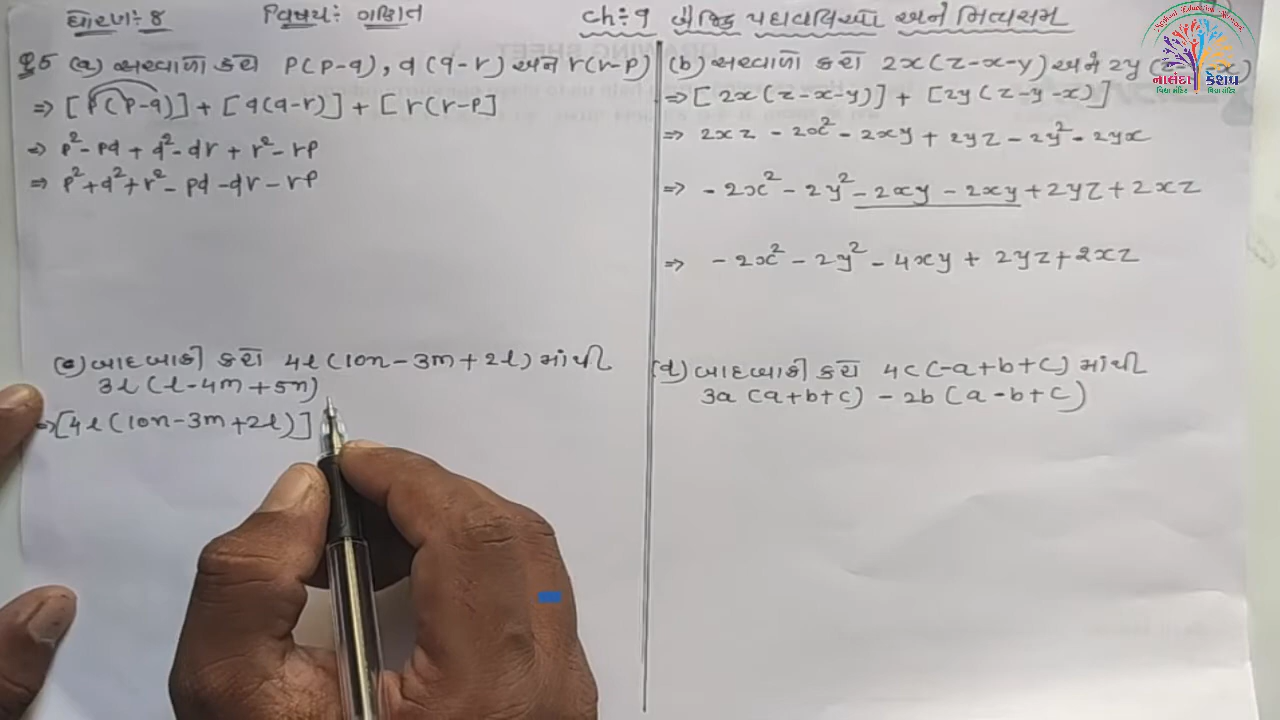 ધોરણ: 8 વિષય: ગણિત ch: 9 બૈજિક પદાવલિઓ અને નિત્યસમ
પ્ર 5 (a) સરવાળો કરો P(P-q), q(q-r) અને r(r-P)
⇒ [P(P-q)] + [q(q-r)] + [r(r-P]
⇒ P² - Pq + q² - qr + r² - rP
⇒ P² + q² + r² - Pq - qr - rP
(b) સરવાળો કરો 2x(z-x-y) અને 2y(
⇒ [2x(z-x-y)] + [2y(z-y-x)]
⇒ 2xz - 2x² - 2xy + 2yz - 2y² - 2yx
⇒ -2x² - 2y² - 2xy - 2xy + 2yz + 2xz
⇒ -2x² - 2y² - 4xy + 2yz + 2xz
(c) બાદબાકી કરો 4l(10n-3m+2l) માંથી
3l(l-4m+5n)
⇒ [4l(10n-3m+2l)]
(d) બાદબાકી કરો 4c(-a+b+c) માંથી
3a(a+b+c) - 2b(a-b+c)
નાલંદા કેશવ
વિદ્યા મંદિર વિદ્યા મંદિર